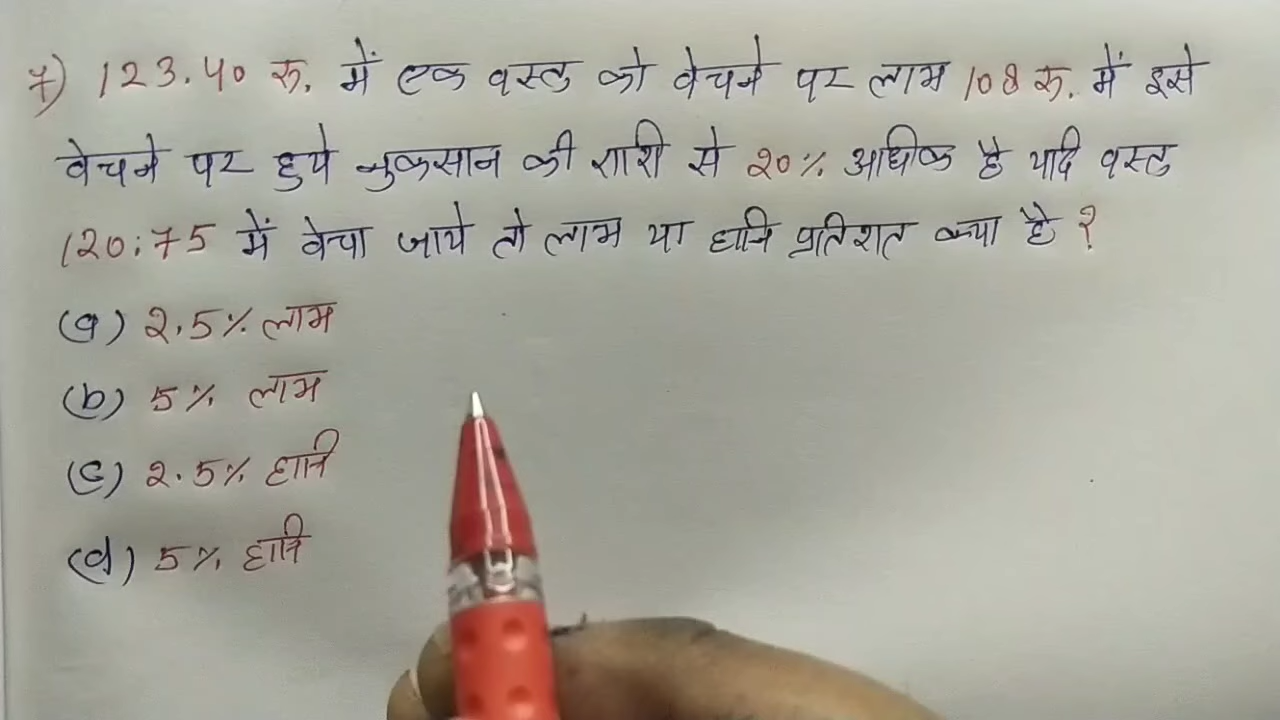 7) 123.40 रु. में एक वस्तु को बेचने पर लाभ 108 रु. में इसे
बेचने पर हुये नुकसान की राशि से 20% अधिक है यदि वस्तु
120.75 में बेचा जाये तो लाभ या हानि प्रतिशत क्या है ?
(a) 2.5% लाभ
(b) 5% लाभ
(c) 2.5% हानि
(d) 5% हानि